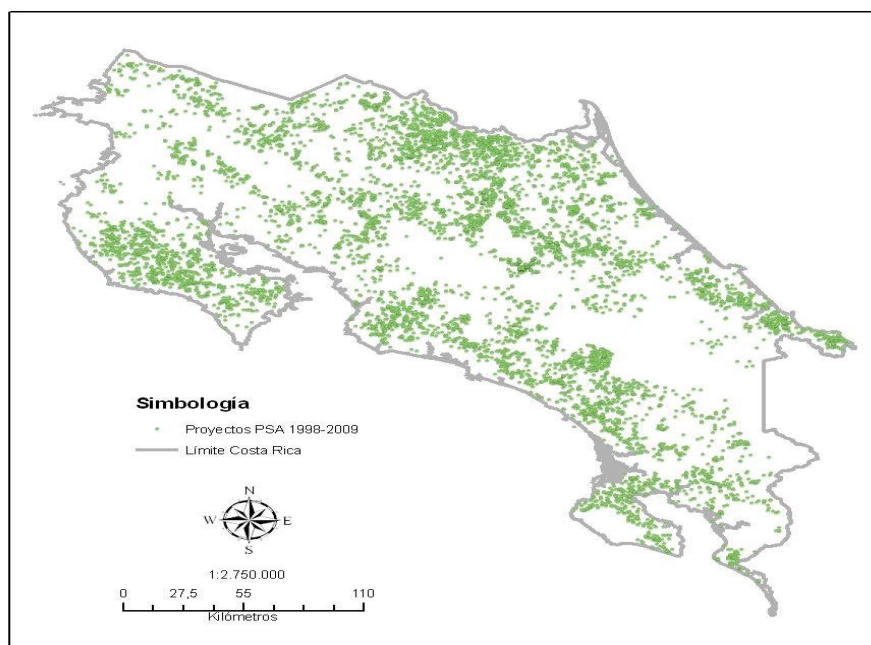 Simbología
Proyectos PSA 1998-2009
Límite Costa Rica
N
W E
S
1:2.750.000
0 27,5 55 110
Kilómetros